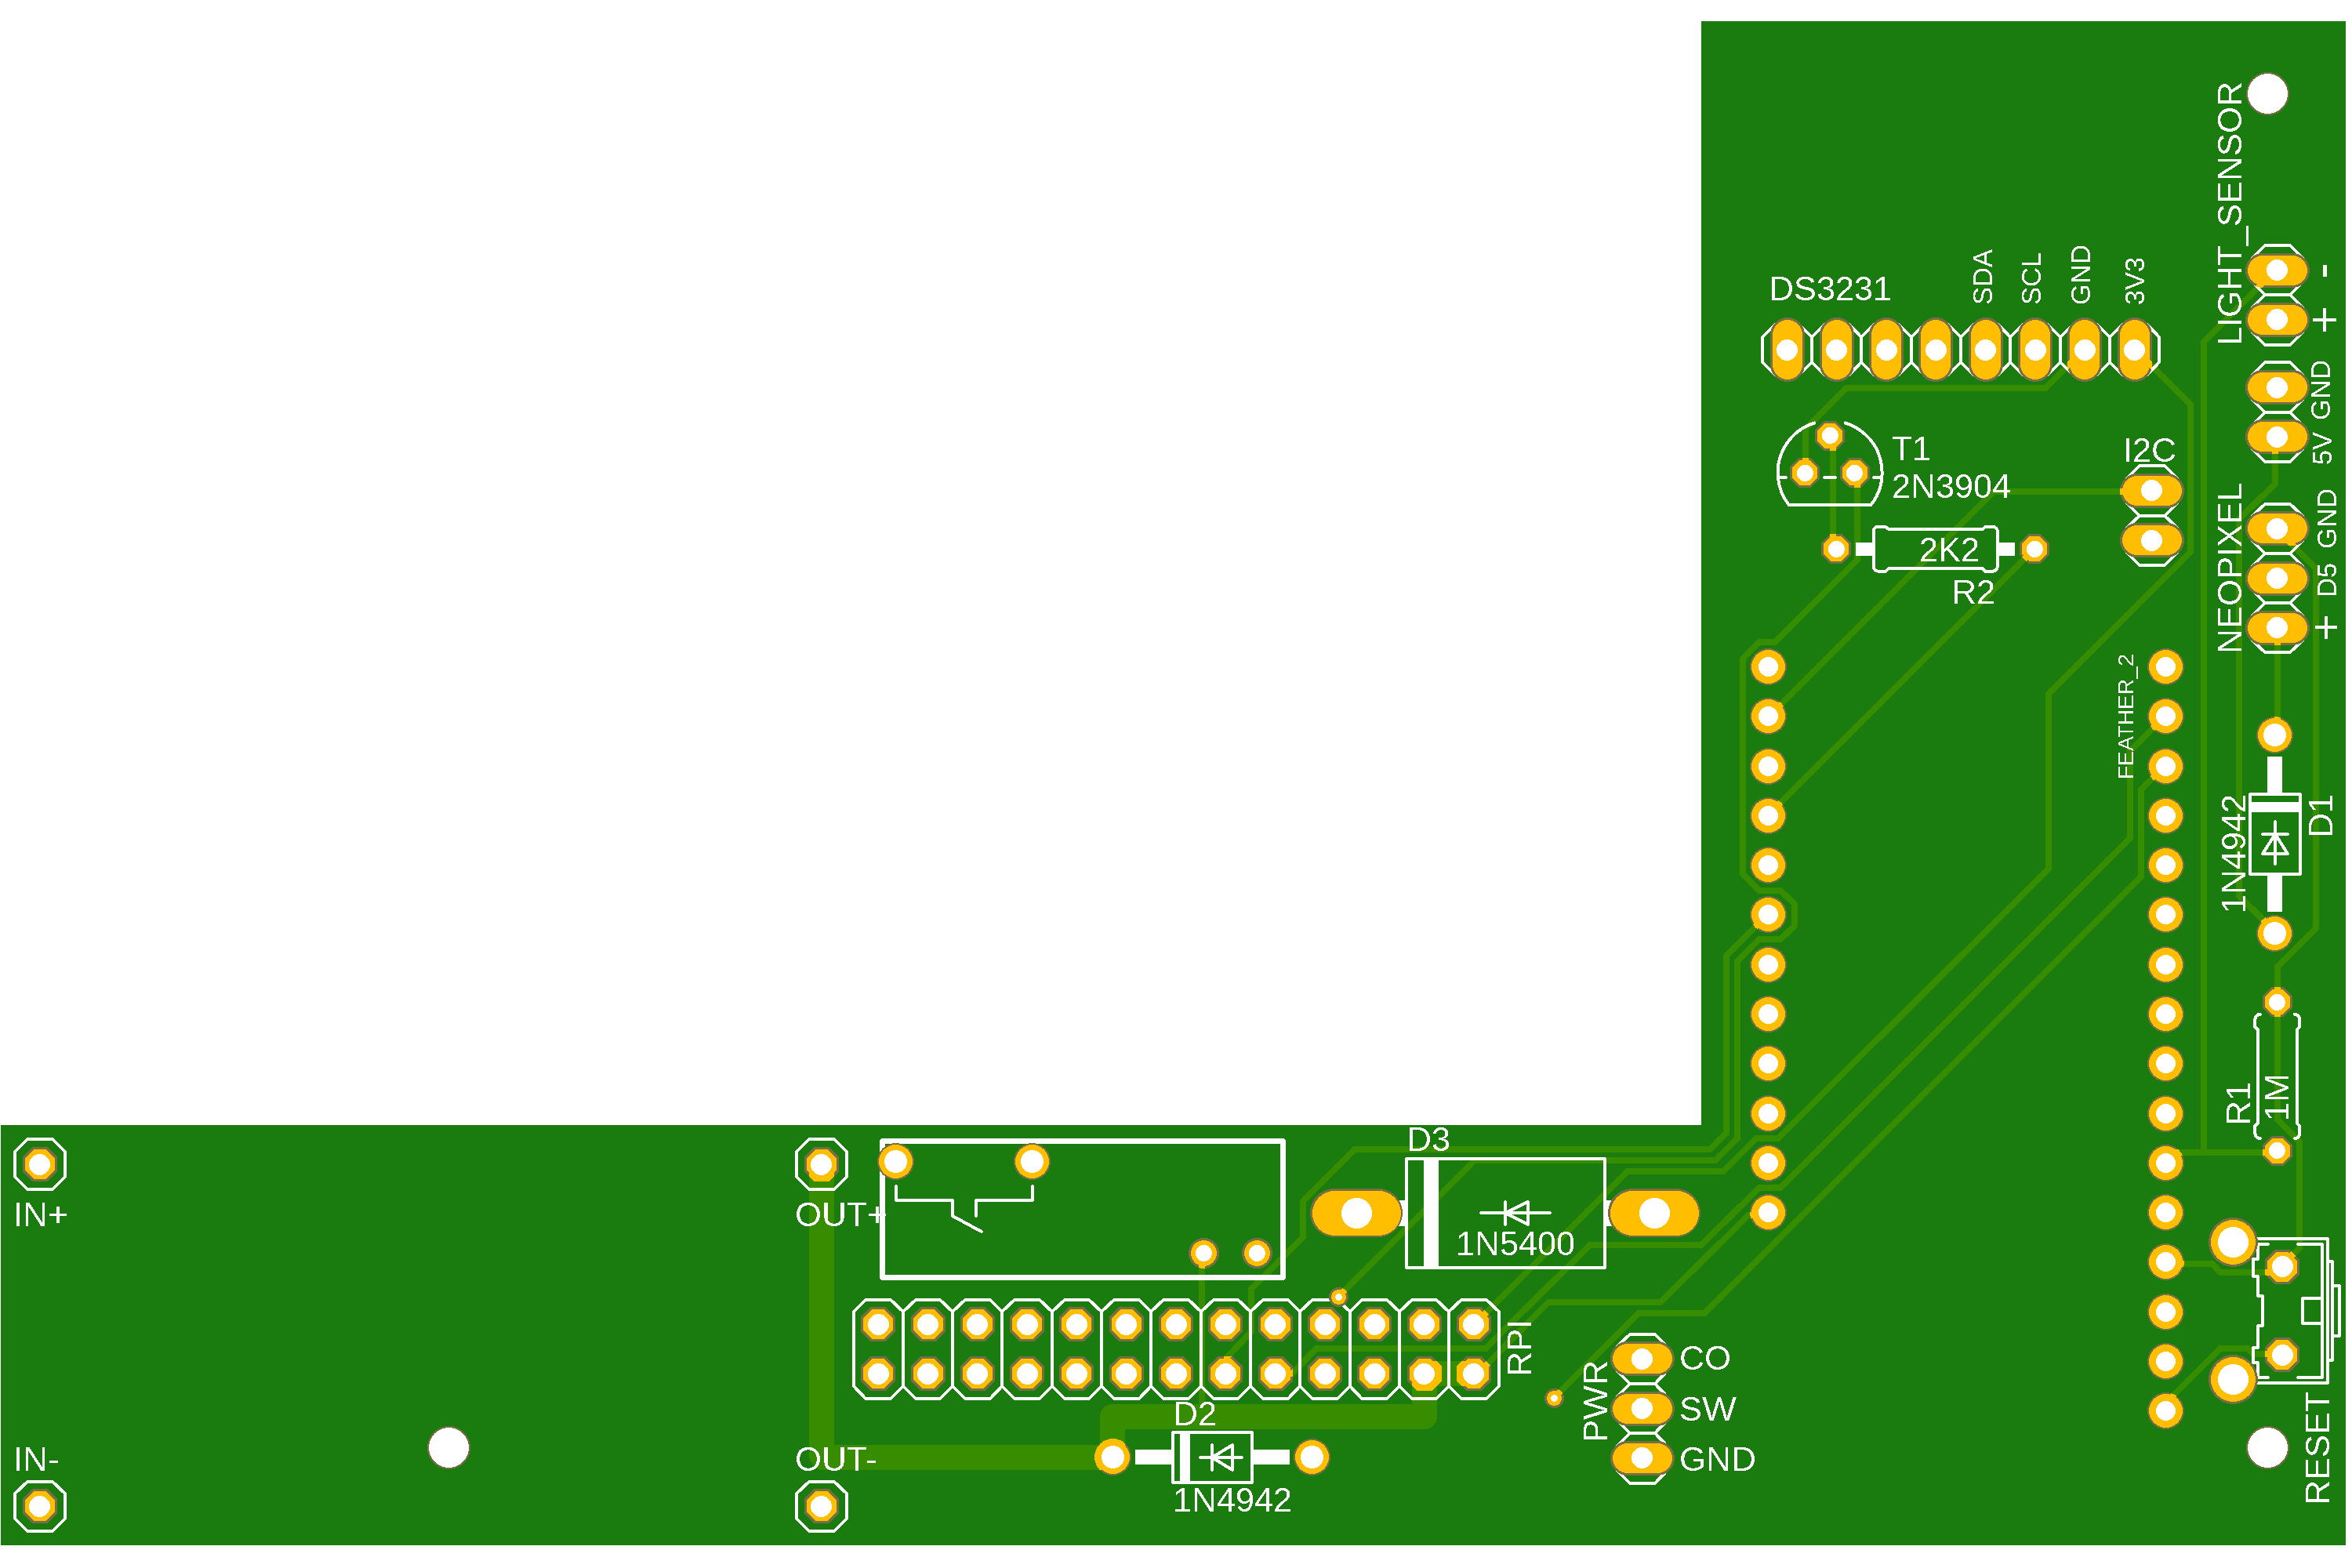 LIGHT_SENSOR
-
+
DS3231
SDA
SCL
GND
3V3
GND
5V
T1
2N3904
I2C
NEOPIXEL
GND
D5
+
2K2
R2
FEATHER_2
1N4942
D1
R1
1M
D3
1N5400
IN+
OUT+
RPI
PWR
CO
SW
GND
D2
1N4942
IN-
OUT-
RESET